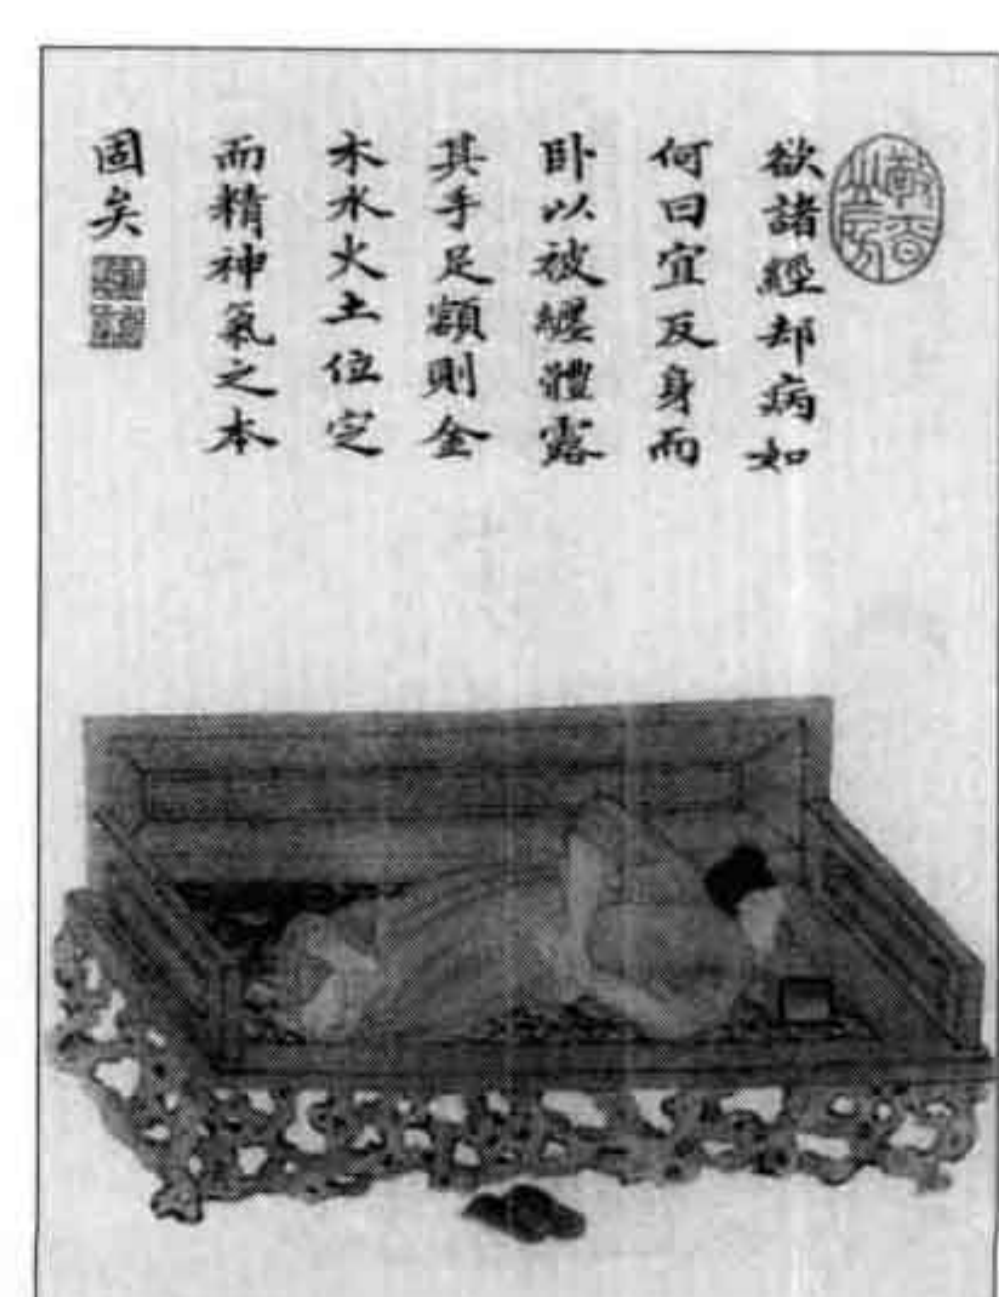 欲諸經却病如
何曰宜反身而
卧以被纏體露
其手足額則金
木水火土位定
而精神氣之本
固矣